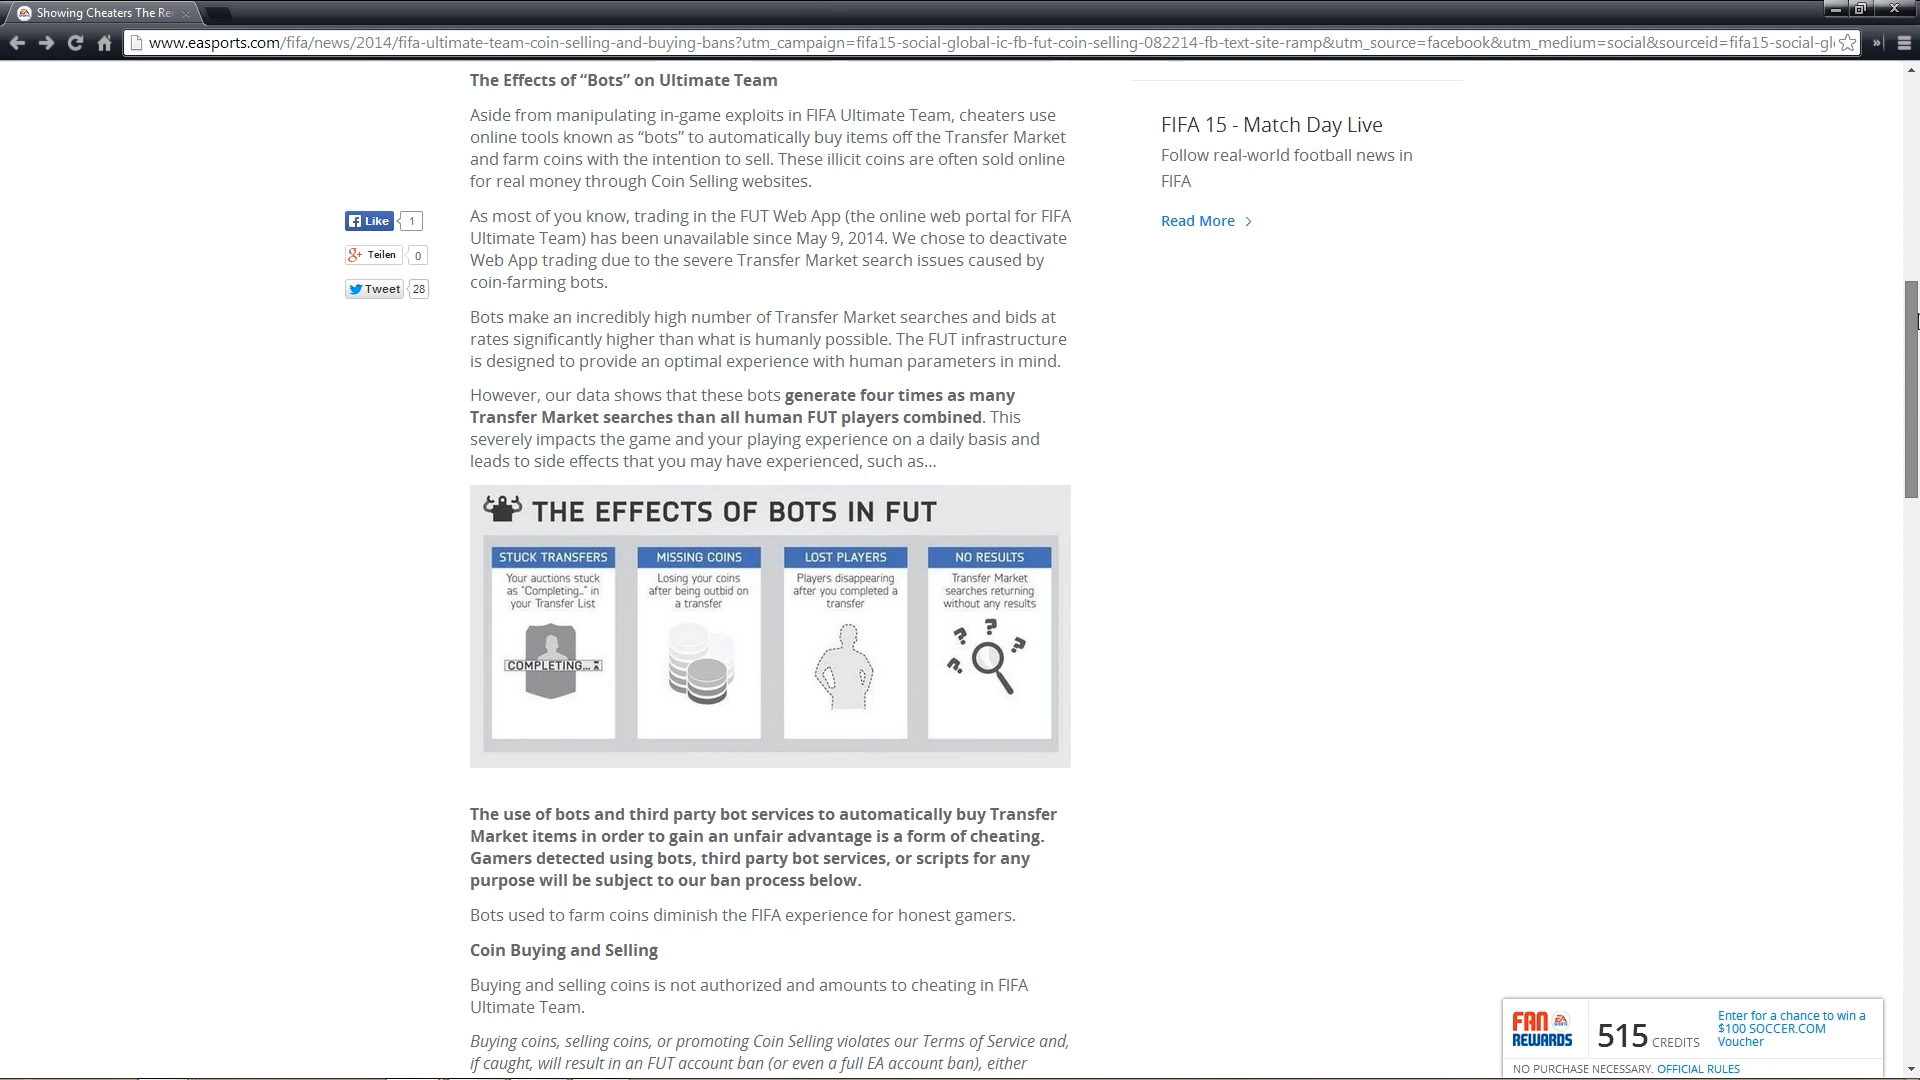 Showing Cheaters The Re
www.easports.com/fifa/news/2014/fifa-ultimate-team-coin-selling-and-buying-bans?utm_campaign=fifa15-social-global-ic-fb-fut-coin-selling-082214-fb-text-site-ramp&utm_source=facebook&utm_medium=social&sourceid=fifa15-social-gl
The Effects of “Bots” on Ultimate Team
Aside from manipulating in-game exploits in FIFA Ultimate Team, cheaters use
online tools known as “bots” to automatically buy items off the Transfer Market
and farm coins with the intention to sell. These illicit coins are often sold online
for real money through Coin Selling websites.
Like 1
Teilen 0
Tweet 28
As most of you know, trading in the FUT Web App (the online web portal for FIFA
Ultimate Team) has been unavailable since May 9, 2014. We chose to deactivate
Web App trading due to the severe Transfer Market search issues caused by
coin-farming bots.
Bots make an incredibly high number of Transfer Market searches and bids at
rates significantly higher than what is humanly possible. The FUT infrastructure
is designed to provide an optimal experience with human parameters in mind.
However, our data shows that these bots generate four times as many
Transfer Market searches than all human FUT players combined. This
severely impacts the game and your playing experience on a daily basis and
leads to side effects that you may have experienced, such as...
THE EFFECTS OF BOTS IN FUT
STUCK TRANSFERS
Your auctions stuck
as "Completing..." in
your Transfer List
COMPLETING...
MISSING COINS
Losing your coins
after being outbid on
a transfer
LOST PLAYERS
Players disappearing
after you completed a
transfer
NO RESULTS
Transfer Market
searches returning
without any results
? ? ? ?
The use of bots and third party bot services to automatically buy Transfer
Market items in order to gain an unfair advantage is a form of cheating.
Gamers detected using bots, third party bot services, or scripts for any
purpose will be subject to our ban process below.
Bots used to farm coins diminish the FIFA experience for honest gamers.
Coin Buying and Selling
Buying and selling coins is not authorized and amounts to cheating in FIFA
Ultimate Team.
Buying coins, selling coins, or promoting Coin Selling violates our Terms of Service and,
if caught, will result in an FUT account ban (or even a full EA account ban), either
FIFA 15 - Match Day Live
Follow real-world football news in
FIFA
Read More
FAN
REWARDS
515 CREDITS
Enter for a chance to win a
$100 SOCCER.COM
Voucher
NO PURCHASE NECESSARY. OFFICIAL RULES